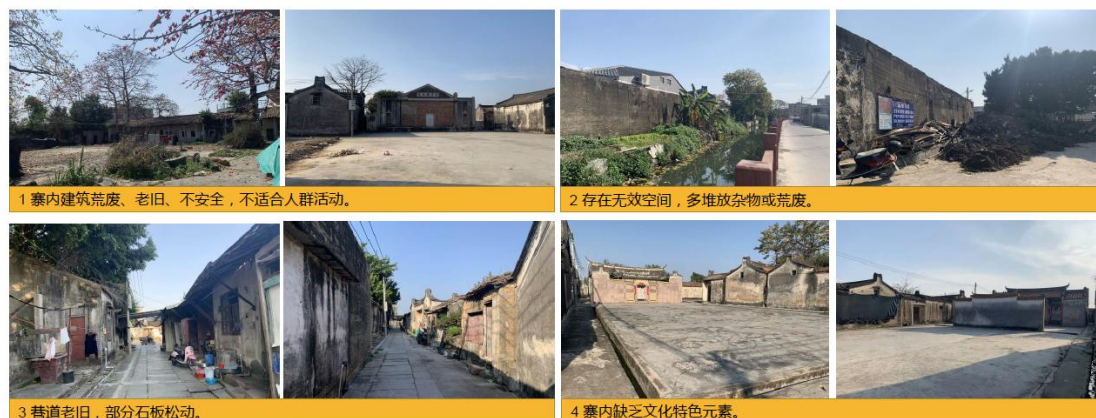 1 寨内建筑荒废、老旧、不安全，不适合人群活动。
2 存在无效空间，多堆放杂物或荒废。
3 巷道老旧，部分石板松动。
4 寨内缺乏文化特色元素。